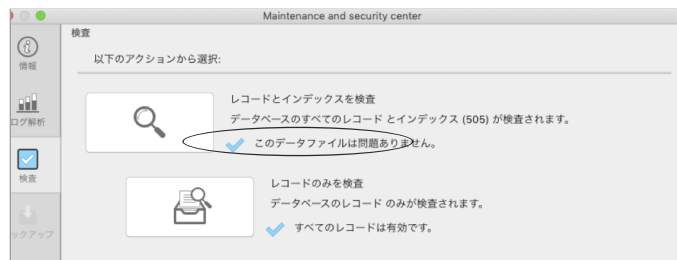 Maintenance and security center
検査
以下のアクションから選択:
情報
ログ解析
検査
ックアップ
レコードとインデックスを検査
データベースのすべてのレコード とインデックス (505) が検査されます。
このデータファイルは問題ありません。
レコードのみを検査
データベースのレコード のみが検査されます。
すべてのレコードは有効です。